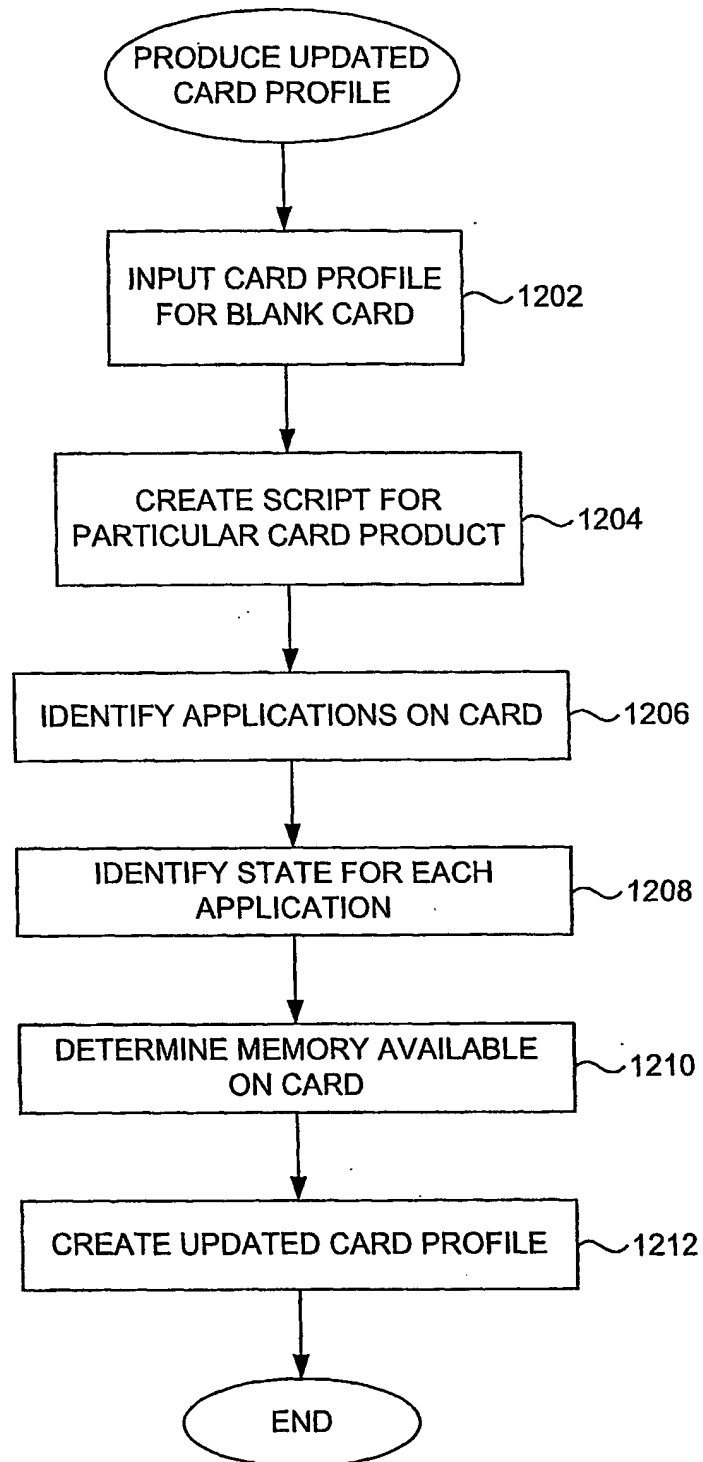 PRODUCE UPDATED
CARD PROFILE
INPUT CARD PROFILE
FOR BLANK CARD
1202
CREATE SCRIPT FOR
PARTICULAR CARD PRODUCT
1204
IDENTIFY APPLICATIONS ON CARD
1206
IDENTIFY STATE FOR EACH
APPLICATION
1208
DETERMINE MEMORY AVAILABLE
ON CARD
1210
CREATE UPDATED CARD PROFILE
1212
END